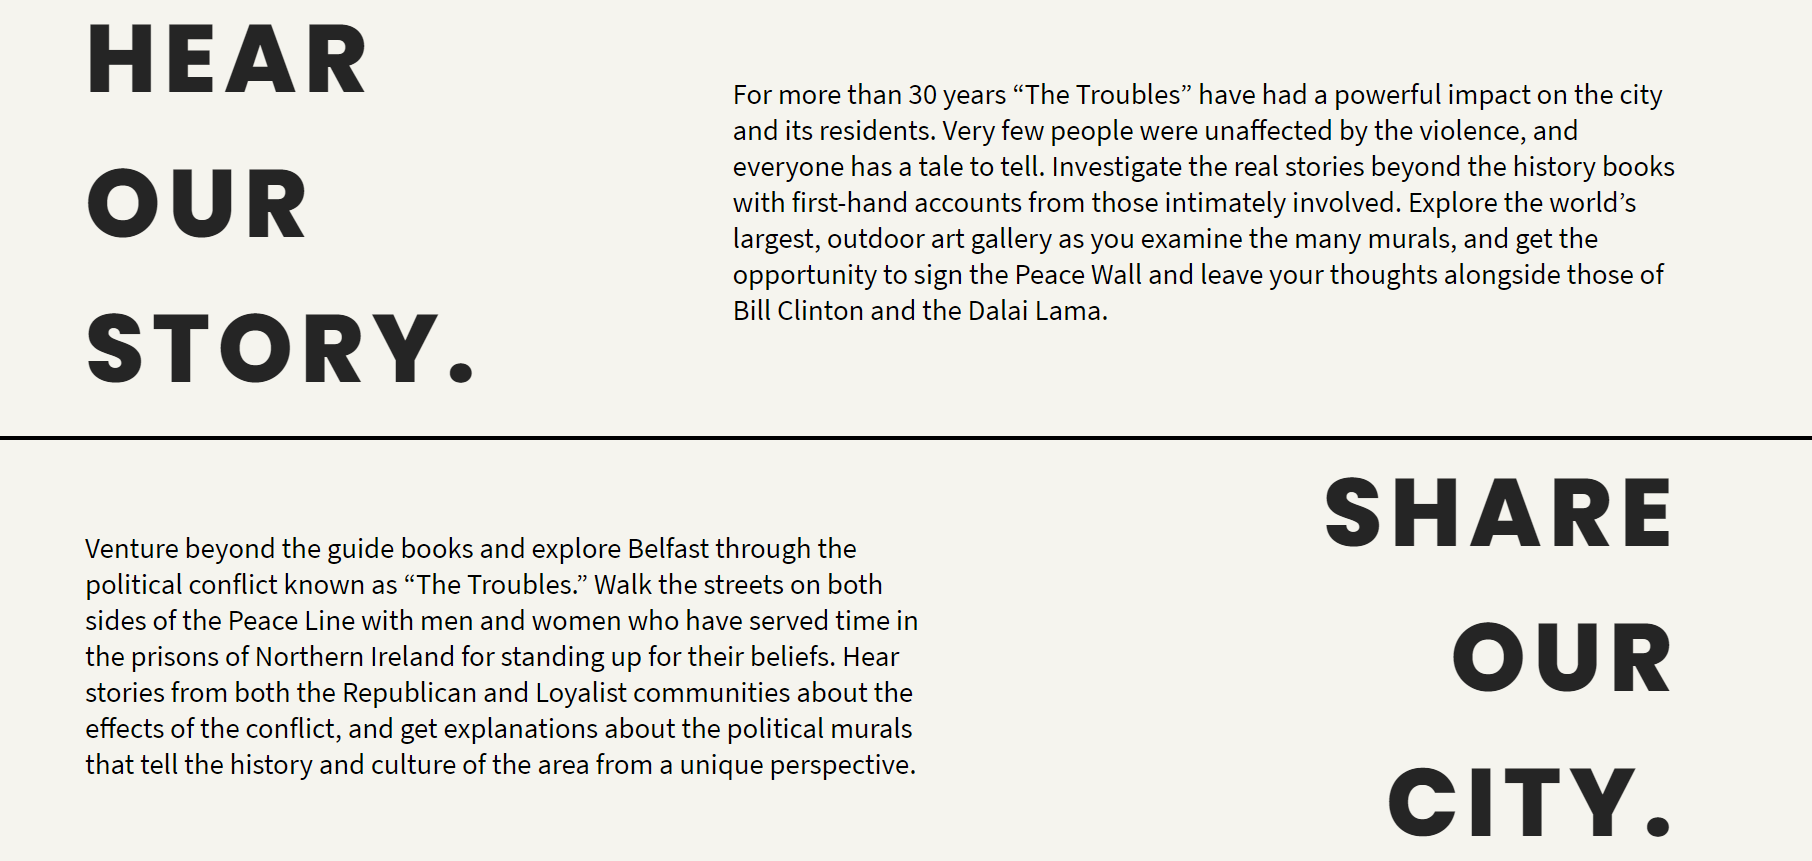 HEAR
OUR
STORY.
For more than 30 years “The Troubles” have had a powerful impact on the city
and its residents. Very few people were unaffected by the violence, and
everyone has a tale to tell. Investigate the real stories beyond the history books
with first-hand accounts from those intimately involved. Explore the world’s
largest, outdoor art gallery as you examine the many murals, and get the
opportunity to sign the Peace Wall and leave your thoughts alongside those of
Bill Clinton and the Dalai Lama.
Venture beyond the guide books and explore Belfast through the
political conflict known as “The Troubles.” Walk the streets on both
sides of the Peace Line with men and women who have served time in
the prisons of Northern Ireland for standing up for their beliefs. Hear
stories from both the Republican and Loyalist communities about the
effects of the conflict, and get explanations about the political murals
that tell the history and culture of the area from a unique perspective.
SHARE
OUR
CITY.